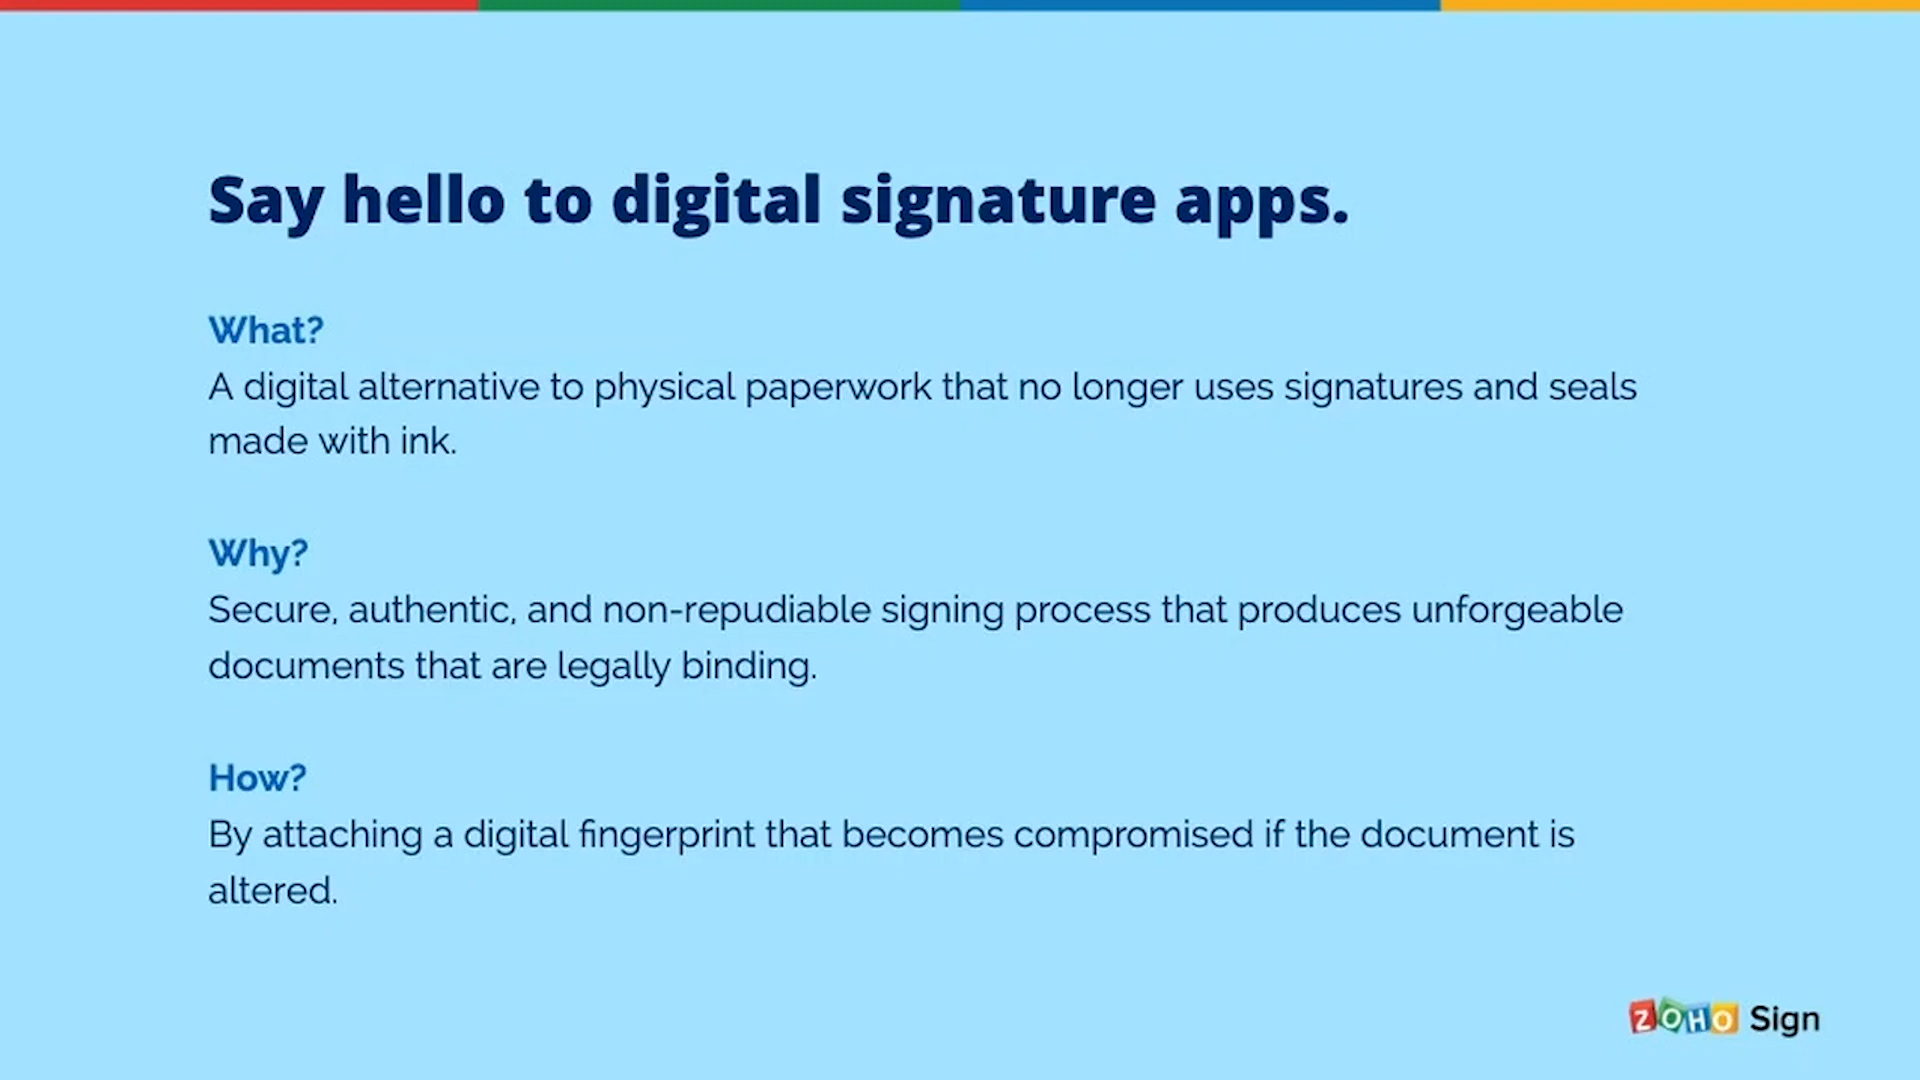 Say hello to digital signature apps.
What?
A digital alternative to physical paperwork that no longer uses signatures and seals
made with ink.
Why?
Secure, authentic, and non-repudiable signing process that produces unforgeable
documents that are legally binding.
How?
By attaching a digital fingerprint that becomes compromised if the document is
altered.
ZOHO Sign